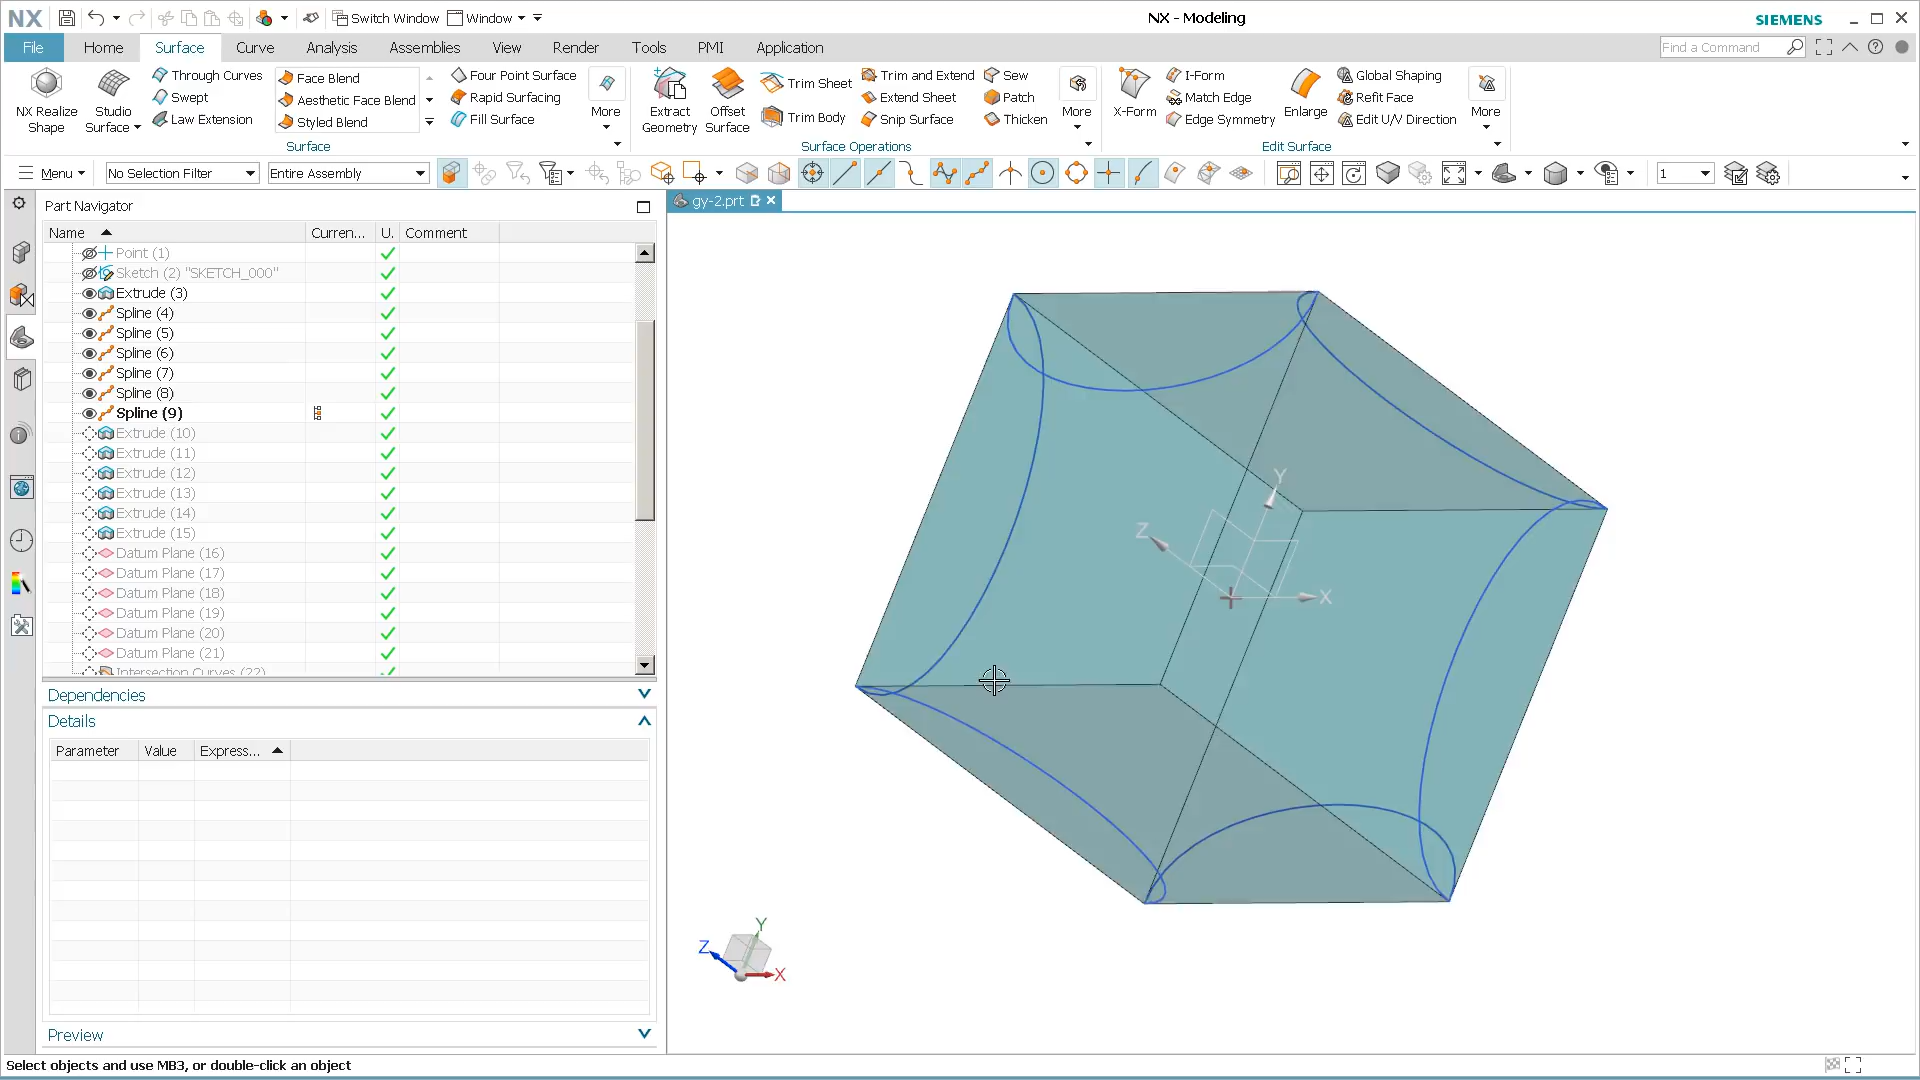 NX
Switch Window
Window
NX - Modeling
SIEMENS
File
Home
Surface
Curve
Analysis
Assemblies
View
Render
Tools
PMI
Application
Find a Command
NX Realize
Shape
Studio
Surface
Through Curves
Swept
Law Extension
Face Blend
Aesthetic Face Blend
Styled Blend
Four Point Surface
Rapid Surfacing
Fill Surface
More
Surface
Extract
Geometry
Offset
Surface
Trim Sheet
Trim Body
Trim and Extend
Extend Sheet
Snip Surface
Sew
Patch
Thicken
More
Surface Operations
X-Form
I-Form
Match Edge
Edge Symmetry
Enlarge
Global Shaping
Refit Face
Edit U/V Direction
More
Edit Surface
Menu
No Selection Filter
Entire Assembly
1
Part Navigator
gy-2.prt
Name
Curren...
U.
Comment
Point (1)
Sketch (2) "SKETCH_000"
Extrude (3)
Spline (4)
Spline (5)
Spline (6)
Spline (7)
Spline (8)
Spline (9)
Extrude (10)
Extrude (11)
Extrude (12)
Extrude (13)
Extrude (14)
Extrude (15)
Datum Plane (16)
Datum Plane (17)
Datum Plane (18)
Datum Plane (19)
Datum Plane (20)
Datum Plane (21)
Intersection Curves (22)
Dependencies
Details
Parameter
Value
Express...
Preview
Y
Z
X
Y
Z
X
Select objects and use MB3, or double-click an object